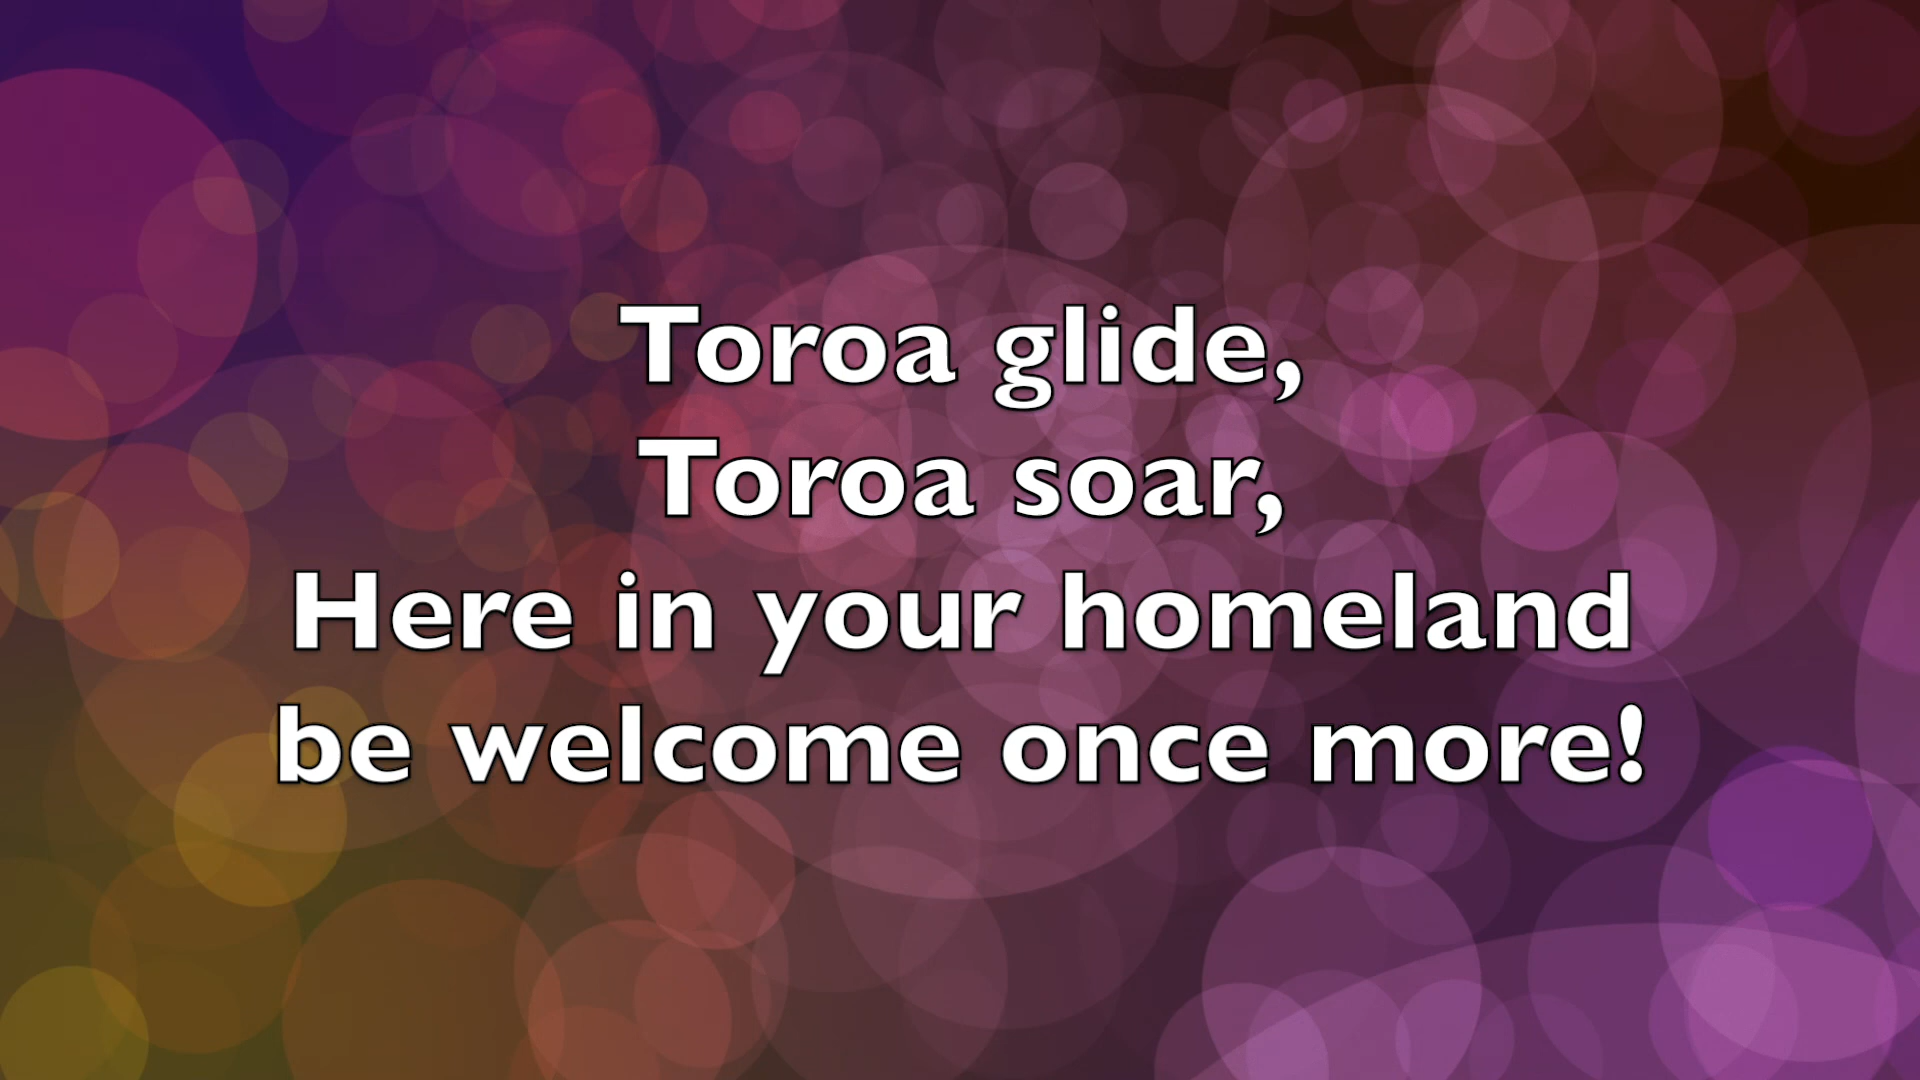 Toroa glide,
Toroa soar,
Here in your homeland
be welcome once more!